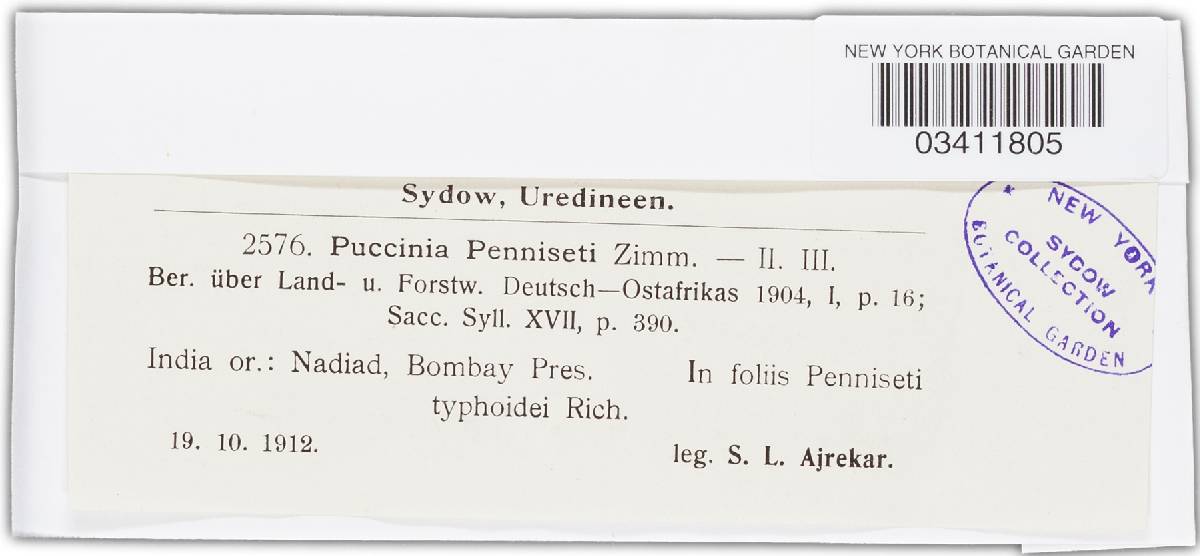 NEW YORK BOTANICAL GARDEN
03411805
Sydow, Uredineen.
2576. Puccinia Penniseti Zimm. — II. III.
Ber. über Land- u. Forstw. Deutsch—Ostafrikas 1904, I, p. 16;
Sacc. Syll. XVII, p. 390.
India or.: Nadiad, Bombay Pres. In foliis Penniseti
typhoidei Rich.
19. 10. 1912. leg. S. L. Ajrekar.
* NEW YORK
SYDOW
COLLECTION
BOTANICAL GARDEN